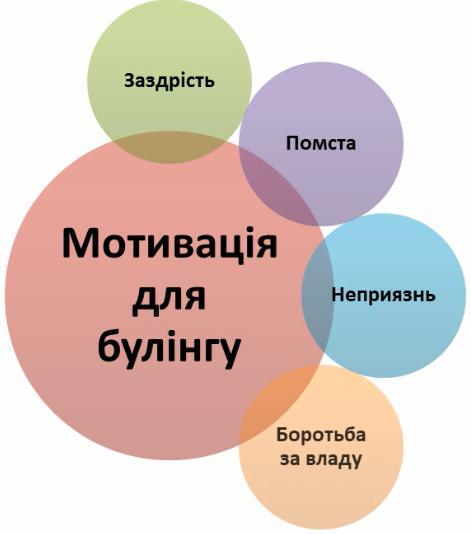 Заздрість
Помста
Мотивація
для
булінгу
Неприязнь
Боротьба
за владу